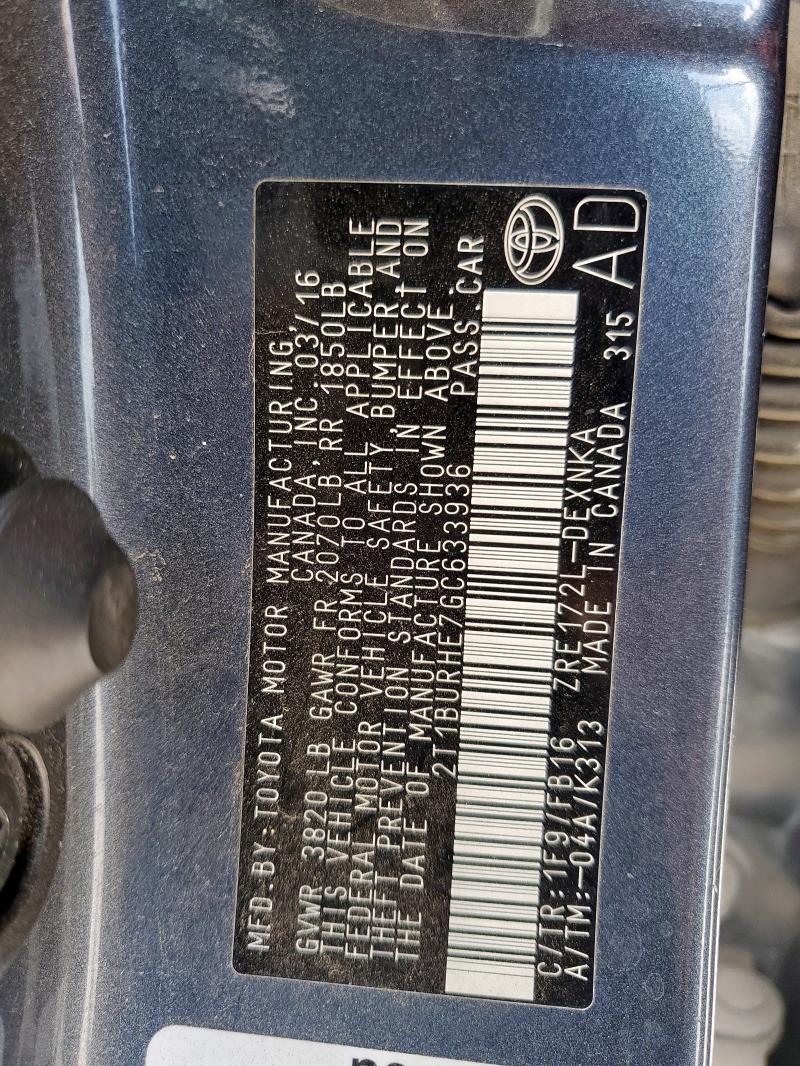 MFD.BY:TOYOTA MOTOR MANUFACTURING,
CANADA, INC. 03/16
GVWR 3820 LB GAWR FR 2070LB RR 1850LB
THIS VEHICLE CONFORMS TO ALL APPLICABLE
FEDERAL MOTOR VEHICLE SAFETY, BUMPER AND
THEFT PREVENTION STANDARDS IN EFFECT ON
THE DATE OF MANUFACTURE SHOWN ABOVE
2T1BURHE7GC633936 PASS.CAR
C/TR:1F9/FB16 ZRE172L-DEXNKA
A/TM:-04A/K313 MADE IN CANADA 315 AD